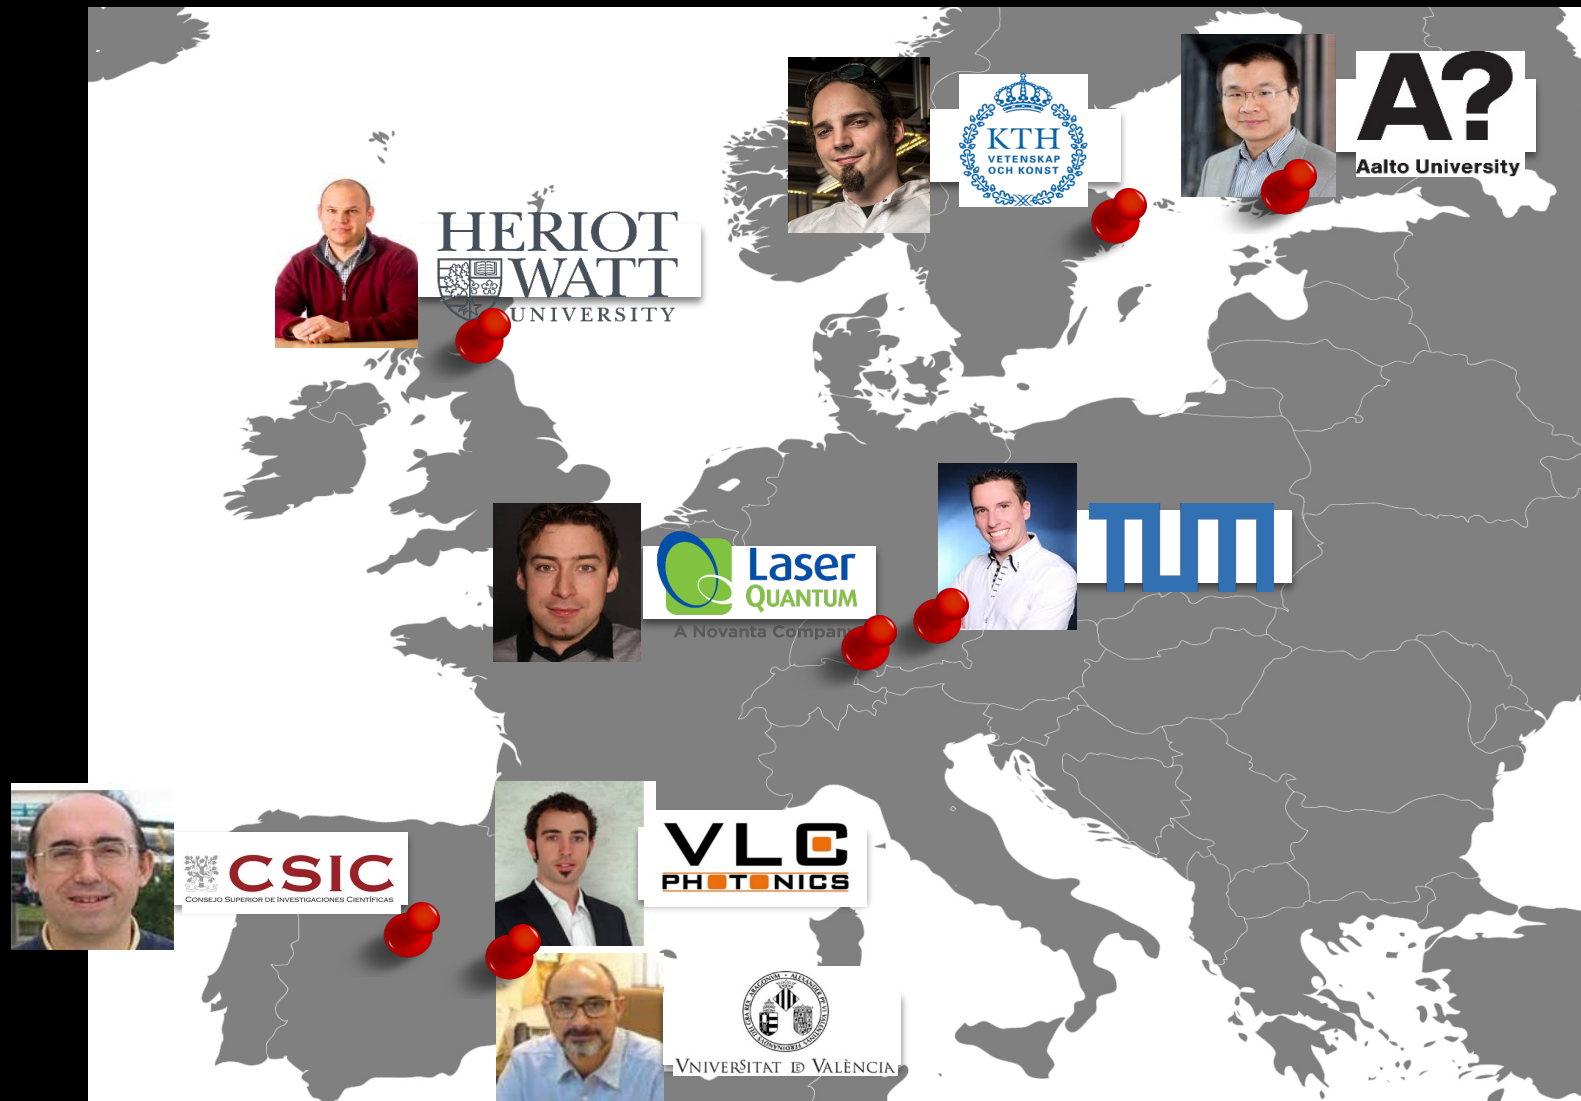 A?
Aalto University
KTH
VETENSKAP
OCH KONST
HERIOT
WATT
UNIVERSITY
TUM
Laser
QUANTUM
A Novanta Company
VLC
PHOTONICS
CSIC
CONSEJO SUPERIOR DE INVESTIGACIONES CIENTÍFICAS
VNIVERSITAT DE VALÈNCIA